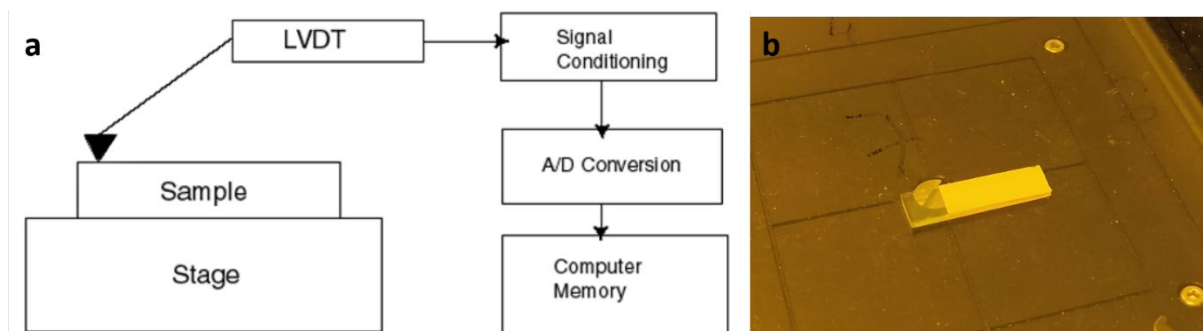 a
LVDT
Signal
Conditioning
A/D Conversion
Sample
Stage
Computer
Memory
b